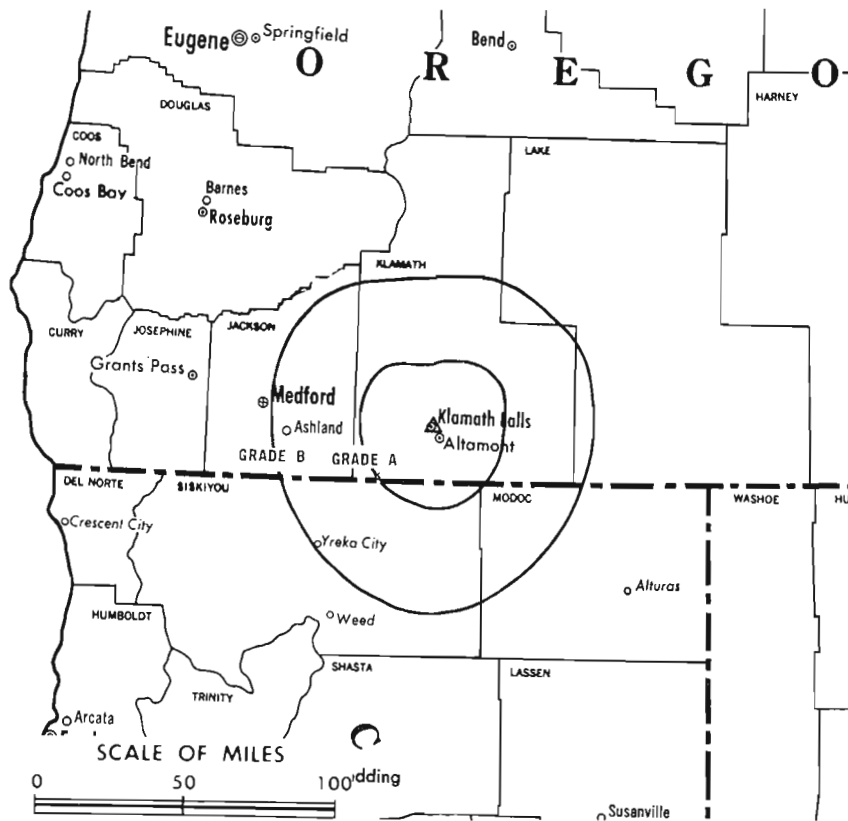 Eugene Springfield
Bend
O R E G O
HARNEY
DOUGLAS
COOS
LAKE
North Bend
Coos Bay
Barnes
Roseburg
KLAMATH
CURRY
JOSEPHINE
JACKSON
Grants Pass
Medford
Ashland
Klamath Falls
Altamont
GRADE B GRADE A
DEL NORTE
SISKIYOU
MODOC
WASHOE
HU
Crescent City
Yreka City
Alturas
HUMBOLDT
Weed
SHASTA
LASSEN
TRINITY
Arcata
C
SCALE OF MILES
0 50 100
dding
Susanville